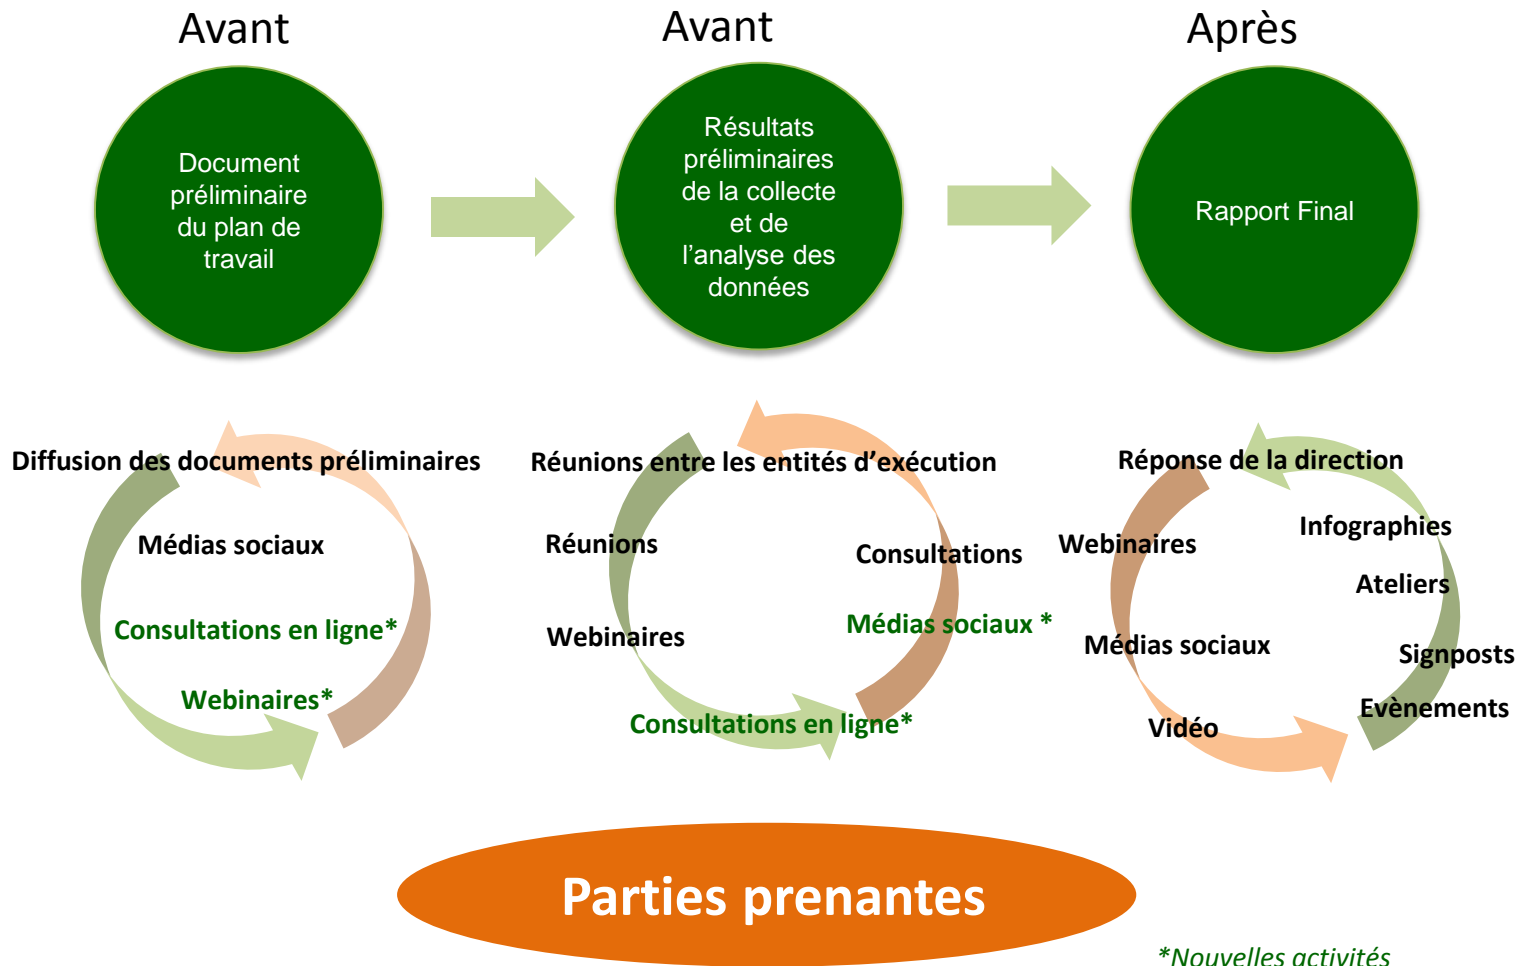 Avant
Avant
Après
Document
préliminaire
du plan de
travail
Résultats
préliminaires
de la collecte
et de
l’analyse des
données
Rapport Final
Diffusion des documents préliminaires
Médias sociaux
Consultations en ligne*
Webinaires*
Réunions entre les entités d’exécution
Réunions
Consultations
Webinaires
Médias sociaux *
Consultations en ligne*
Réponse de la direction
Infographies
Webinaires
Ateliers
Médias sociaux
Signposts
Evènements
Vidéo
Parties prenantes
*Nouvelles activités